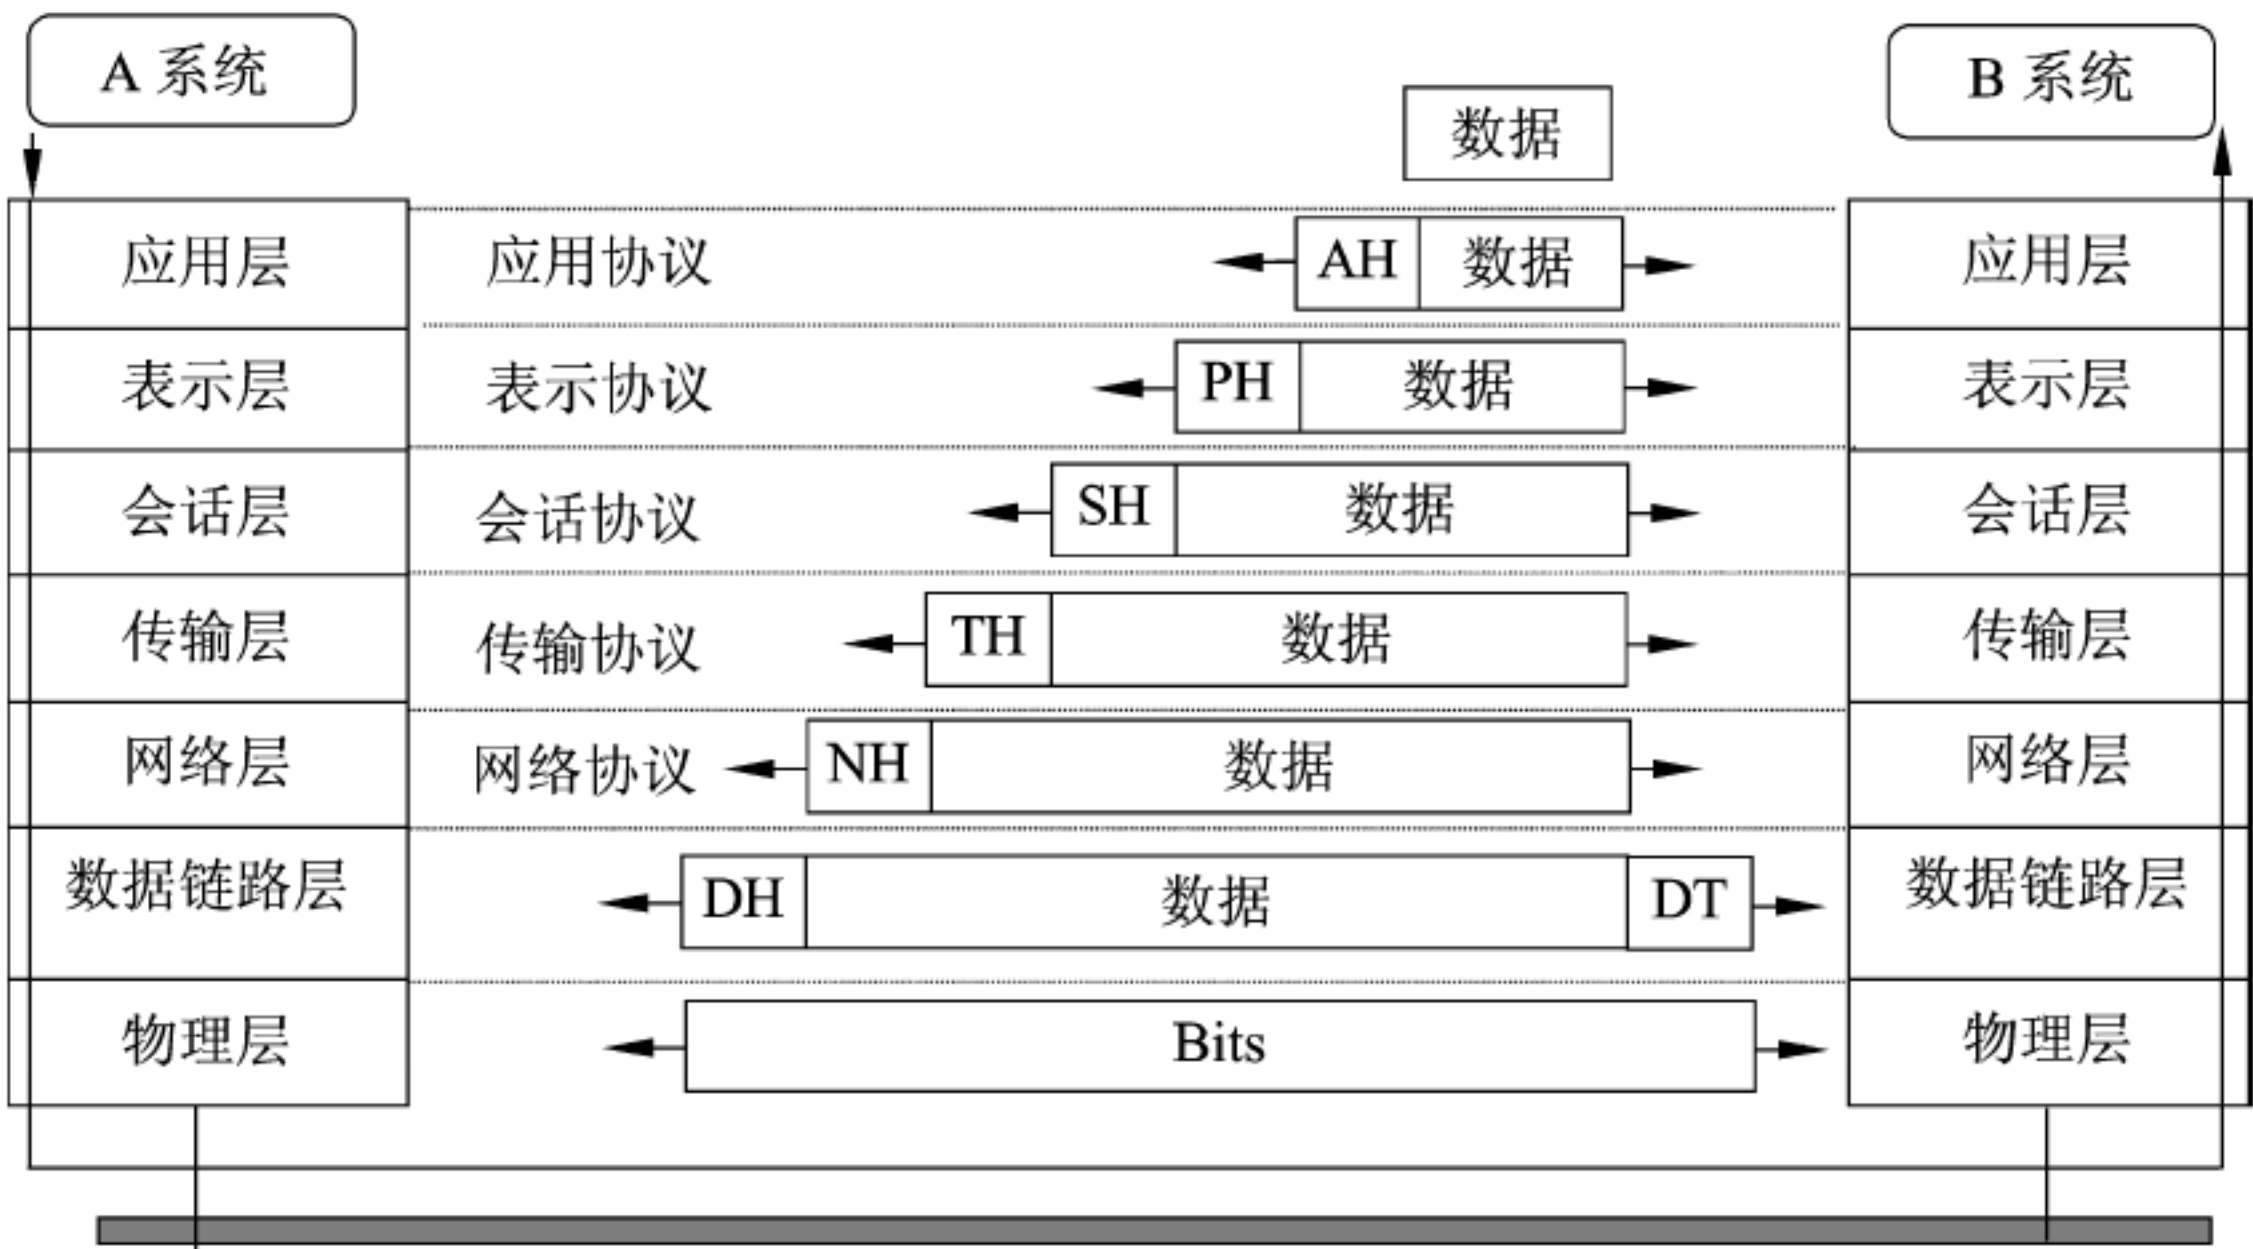 A 系统
B 系统
数据
应用层 应用协议 AH 数据 应用层
表示层 表示协议 PH 数据 表示层
会话层 会话协议 SH 数据 会话层
传输层 传输协议 TH 数据 传输层
网络层 网络协议 NH 数据 网络层
数据链路层 DH 数据 DT 数据链路层
物理层 Bits 物理层